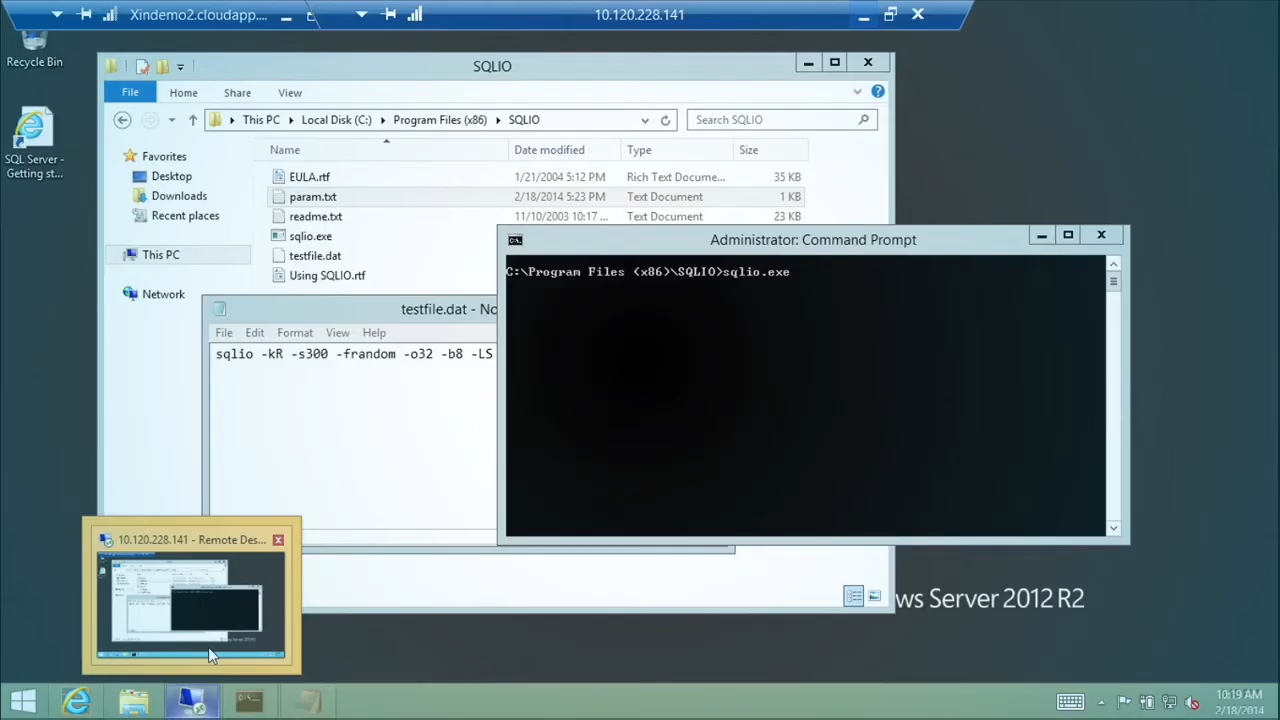 Xindemo2.cloudapp....
10.120.228.141
Recycle Bin
SQLIO
File
Home
Share
View
This PC
Local Disk (C:)
Program Files (x86)
SQLIO
Search SQLIO
SQL Server -
Getting st...
Favorites
Desktop
Downloads
Recent places
This PC
Network
Name
Date modified
Type
Size
EULA.rtf
1/21/2004 5:12 PM
Rich Text Docume...
35 KB
param.txt
2/18/2014 5:23 PM
Text Document
1 KB
readme.txt
11/10/2003 10:17 ...
Text Document
23 KB
sqlio.exe
testfile.dat
Using SQLIO.rtf
Administrator: Command Prompt
C:\Program Files (x86)\SQLIO>sqlio.exe
testfile.dat - No
File Edit Format View Help
sqlio -kR -s300 -frandom -o32 -b8 -LS
10.120.228.141 - Remote Des...
ws Server 2012 R2
10:19 AM
2/18/2014